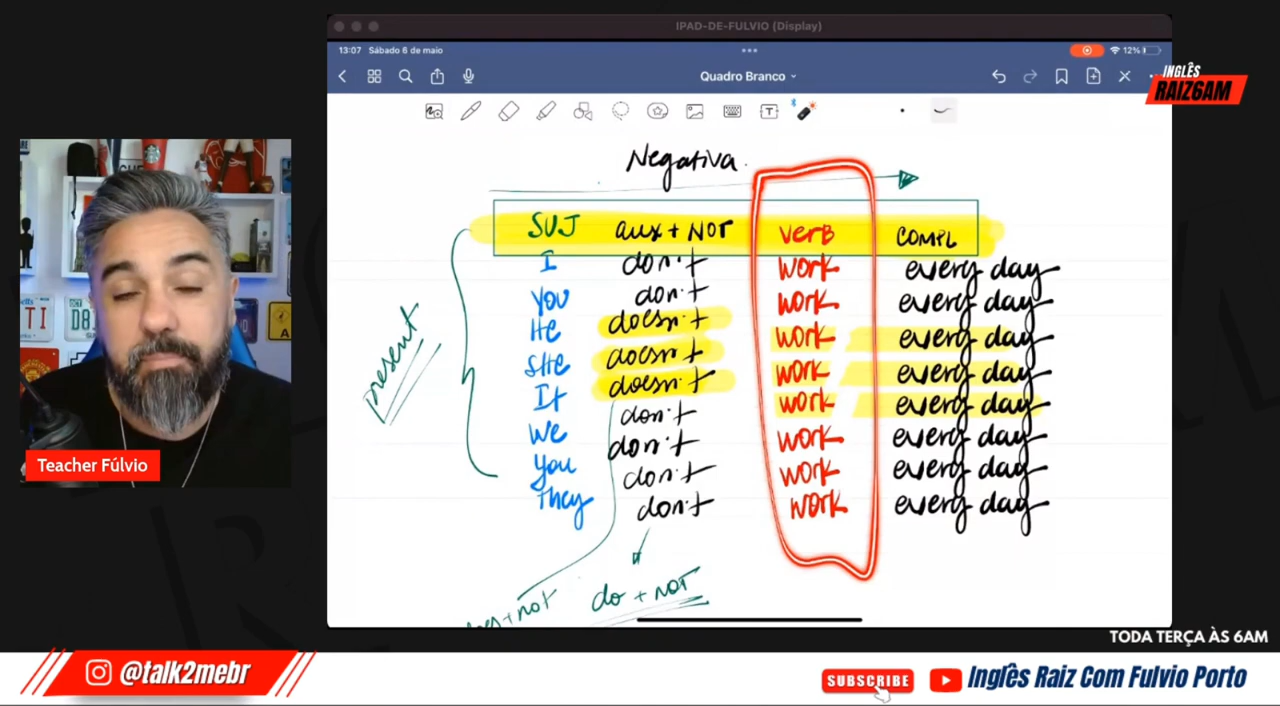 IPAD-DE-FULVIO (Display)
13:07 Sábado 6 de maio
12%
Quadro Branco
INGLÊS
RAIZ6AM
T
Negativa.
SUJ aux + NOT verb COMPL
I don't work every day
You don't work every day
He doesn't work every day
SHe doesn't work every day
It doesn't work every day
We don't work every day
You don't work every day
They don't work every day
present
does+not do + NOT
Teacher Fúlvio
TODA TERÇA ÀS 6AM
@talk2mebr
SUBSCRIBE
Inglês Raiz Com Fulvio Porto